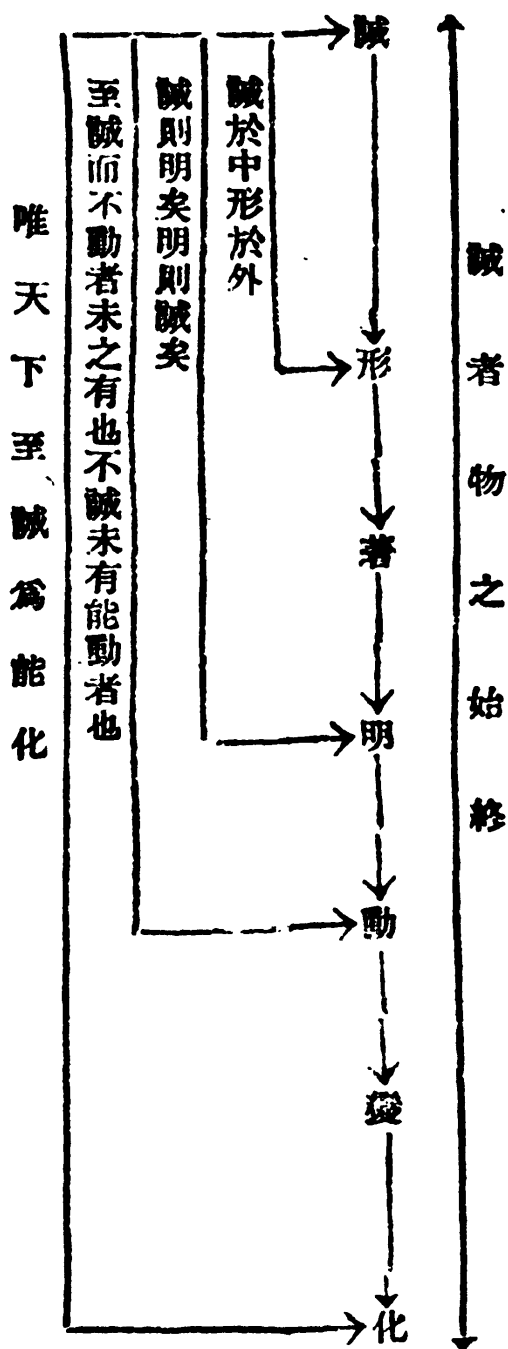 誠者物之始終
誠
形
著
明
動
變
化
誠於中形於外
誠則明矣明則誠矣
至誠而不動者未之有也不誠未有能動者也
唯天下至誠爲能化